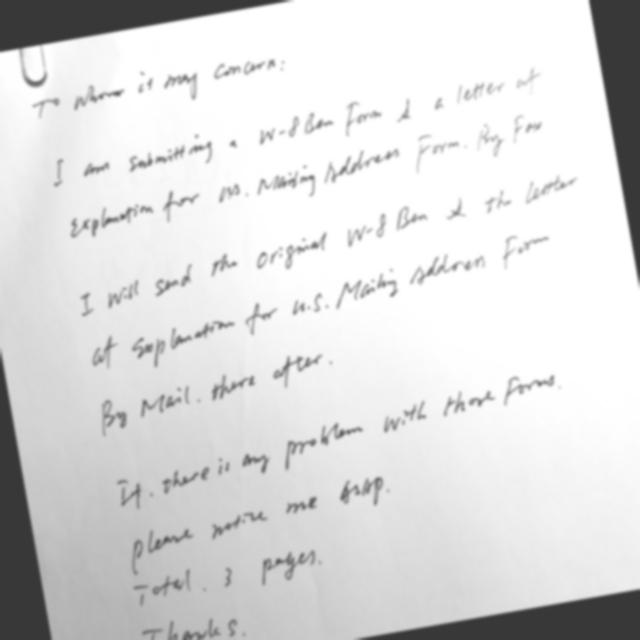 To whom it may concern:
I am submitting a W-8 Ben Form & a letter of
Explanation for U.S. Mailing Address Form. By Fax
I will send the original W-8 Ben & the letter
of explanation for U.S. Mailing Address Form
By Mail. there after.
If. there is any problem with those Forms.
please notice me asap.
Total. 3 pages.
Thanks.